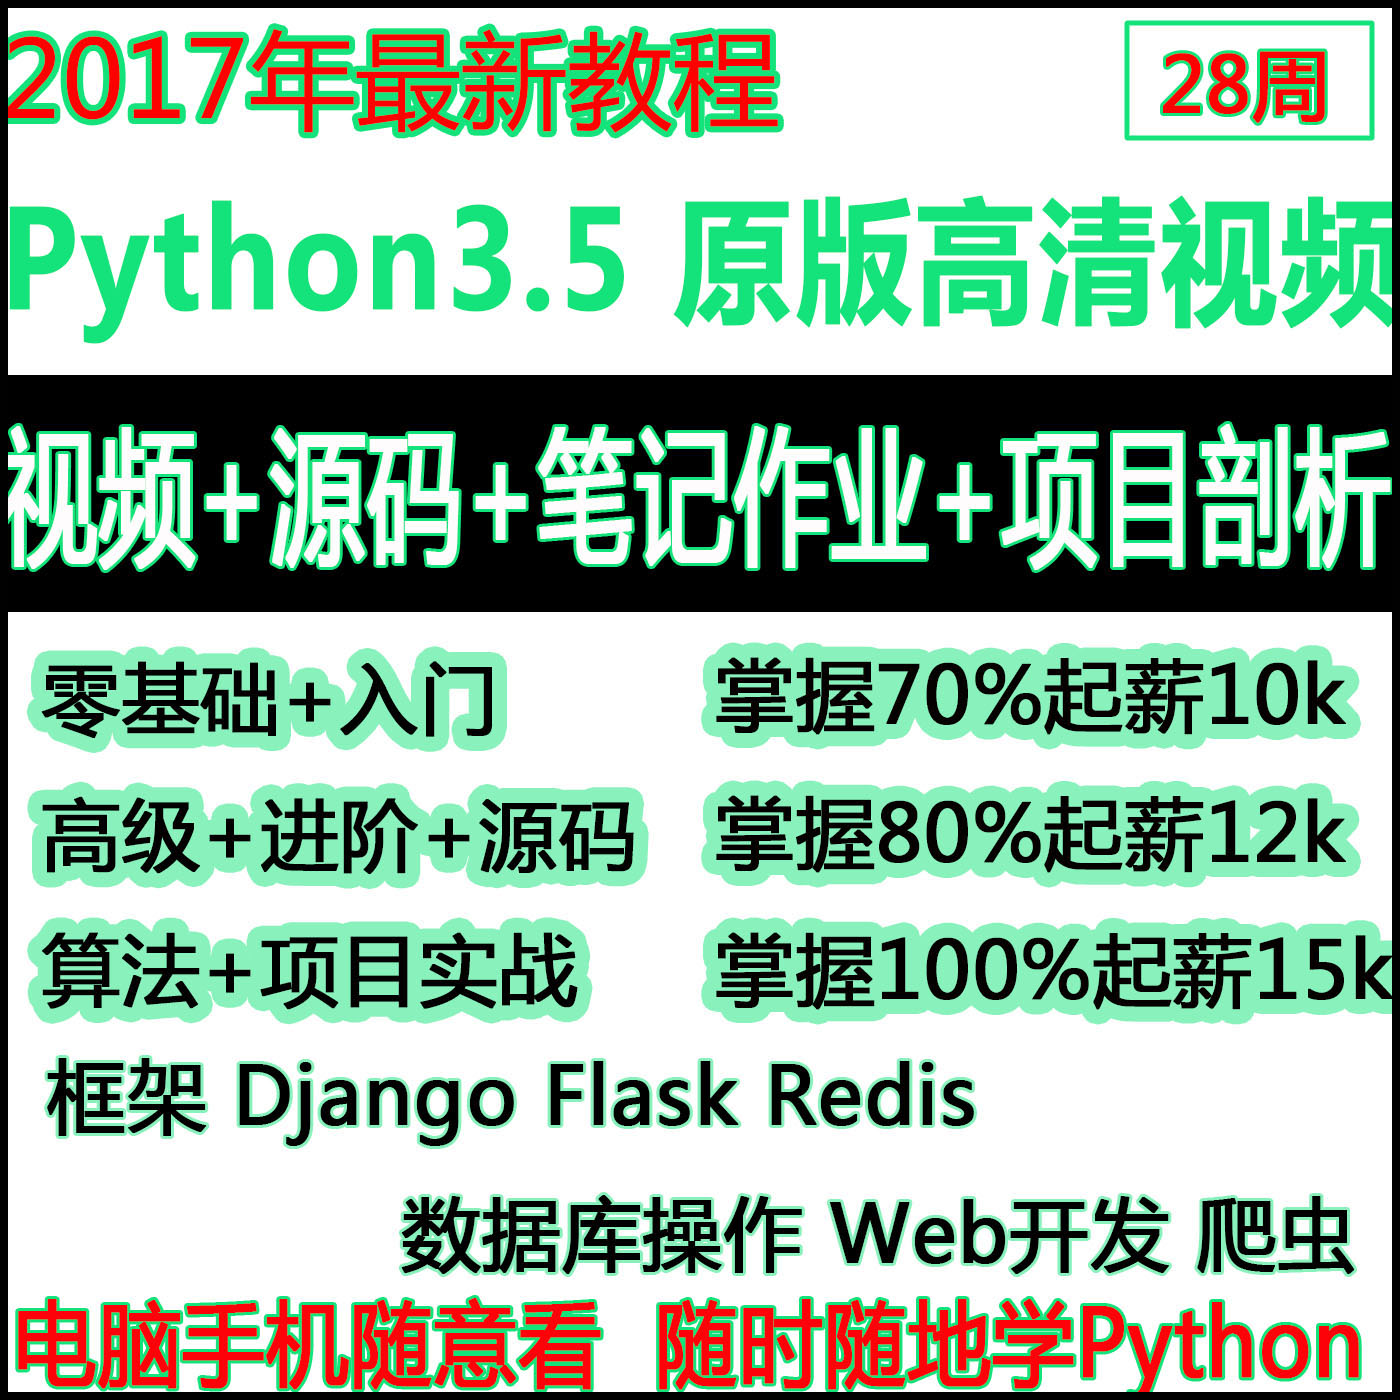 2017年最新教程
28周
Python3.5 原版高清视频
视频+源码+笔记作业+项目剖析
零基础+入门
掌握70%起薪10k
高级+进阶+源码
掌握80%起薪12k
算法+项目实战
掌握100%起薪15k
框架 Django Flask Redis
数据库操作 Web开发 爬虫
电脑手机随意看 随时随地学Python